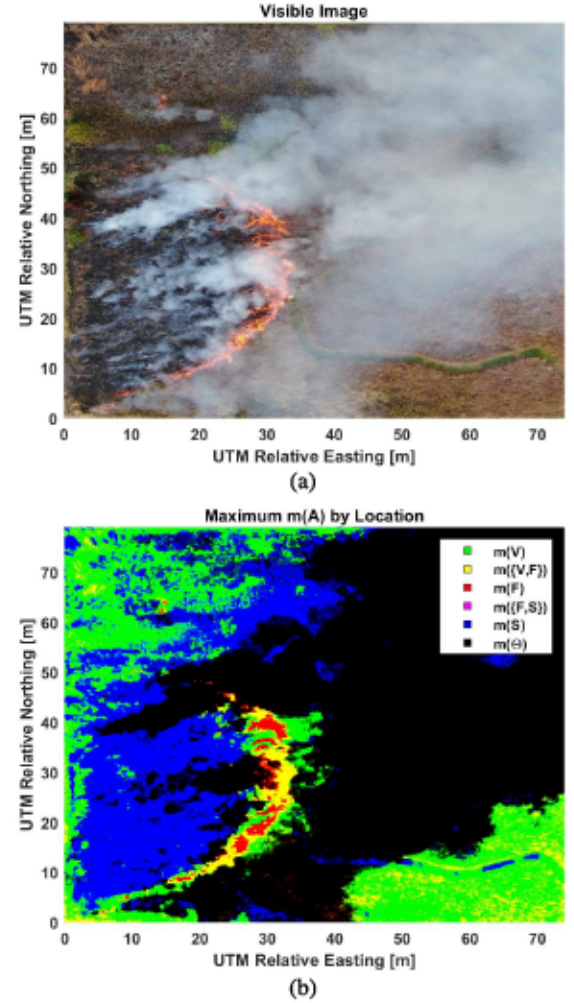 Visible Image
70
60
50
40
30
20
10
0
UTM Relative Northing [m]
0 10 20 30 40 50 60 70
UTM Relative Easting [m]
(a)
Maximum m(A) by Location
m(V)
m({V,F})
m(F)
m({F,S})
m(S)
m(Θ)
70
60
50
40
30
20
10
0
UTM Relative Northing [m]
0 10 20 30 40 50 60 70
UTM Relative Easting [m]
(b)